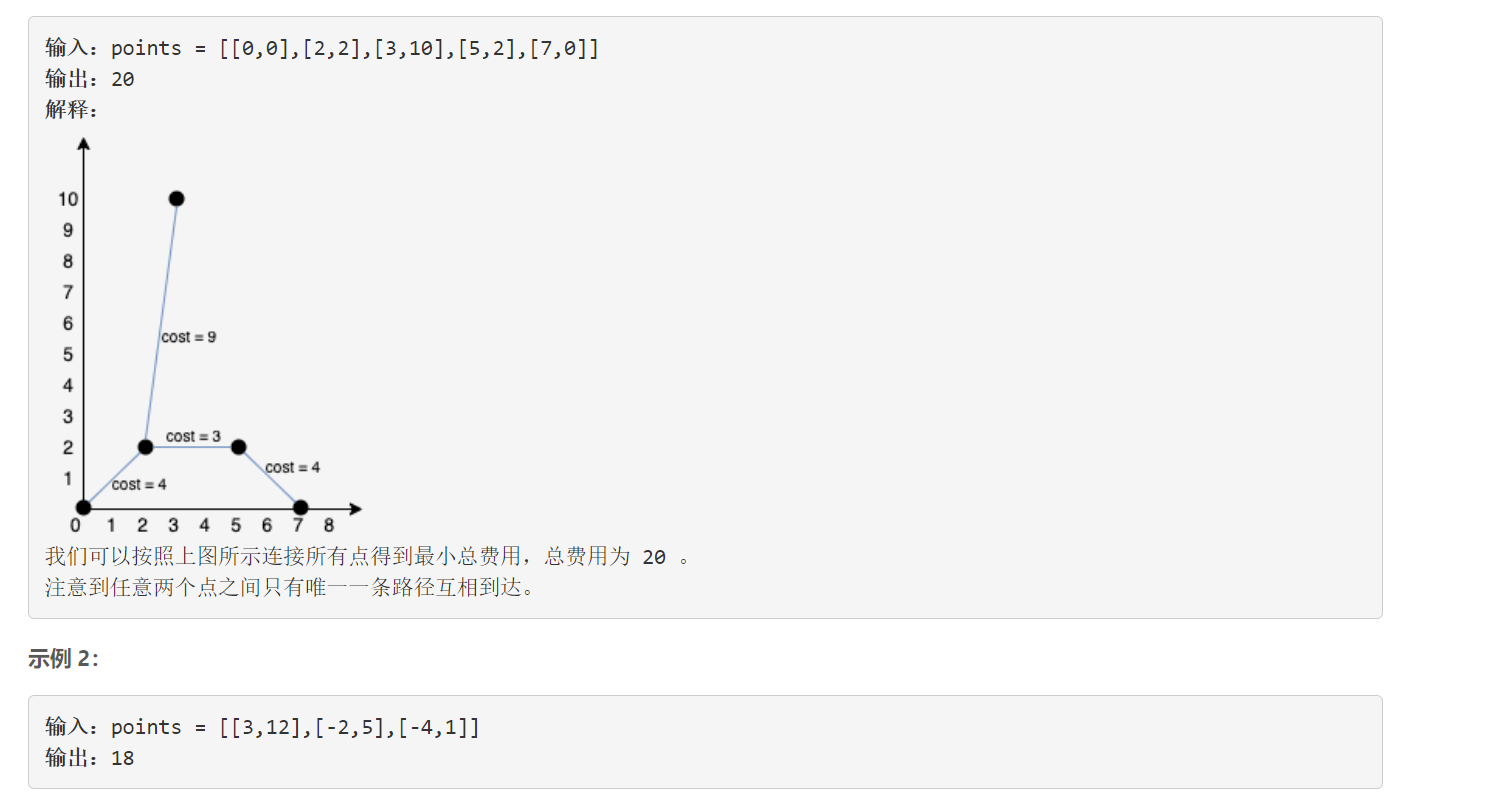 输入：points = [[0,0],[2,2],[3,10],[5,2],[7,0]]
输出：20
解释：
10
9
8
7
6
cost = 9
5
4
3
cost = 3
2
cost = 4
1
cost = 4
0 1 2 3 4 5 6 7 8
我们可以按照上图所示连接所有点得到最小总费用，总费用为 20 。
注意到任意两个点之间只有唯一一条路径互相到达。
示例 2：
输入：points = [[3,12],[-2,5],[-4,1]]
输出：18